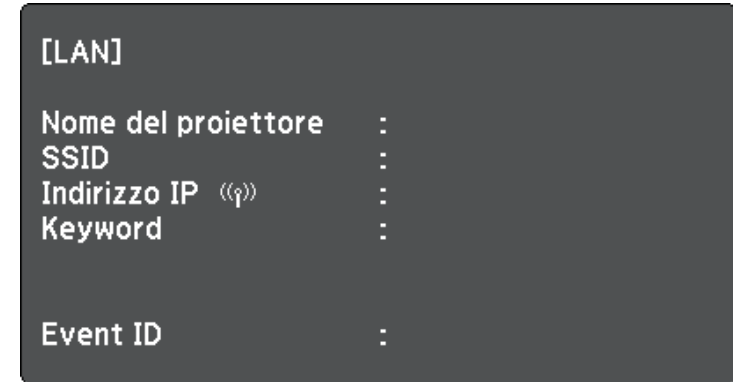 [LAN]
Nome del proiettore :
SSID :
Indirizzo IP :
Keyword :
Event ID :